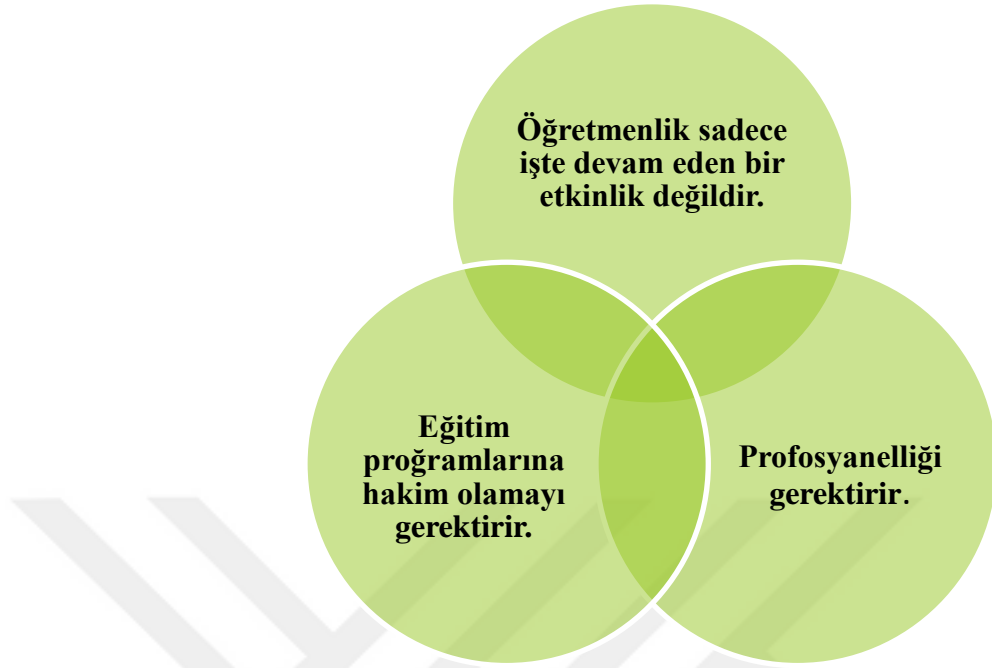 Öğretmenlik sadece
işte devam eden bir
etkinlik değildir.
Eğitim
proğramlarına
hakim olamayı
gerektirir.
Profosyanelliği
gerektirir.